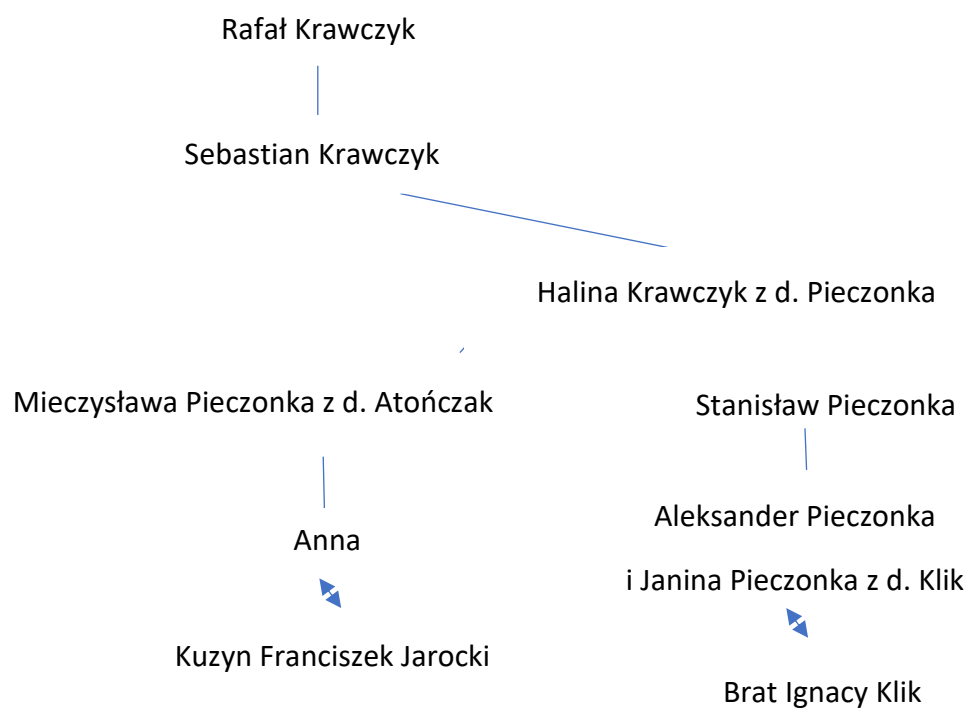 Rafał Krawczyk
Sebastian Krawczyk
Halina Krawczyk z d. Pieczonka
Mieczysława Pieczonka z d. Atończak
Stanisław Pieczonka
Aleksander Pieczonka
Anna
i Janina Pieczonka z d. Klik
Kuzyn Franciszek Jarocki
Brat Ignacy Klik